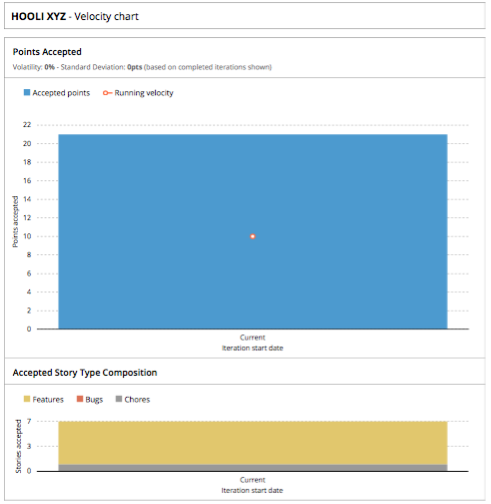 HOOLI XYZ - Velocity chart
Points Accepted
Volatility: 0% - Standard Deviation: 0pts (based on completed iterations shown)
Accepted points
Running velocity
22
20
18
16
14
12
10
8
6
4
2
0
Points accepted
Current
Iteration start date
Accepted Story Type Composition
Features
Bugs
Chores
7
3
0
Stories accepted
Current
Iteration start date